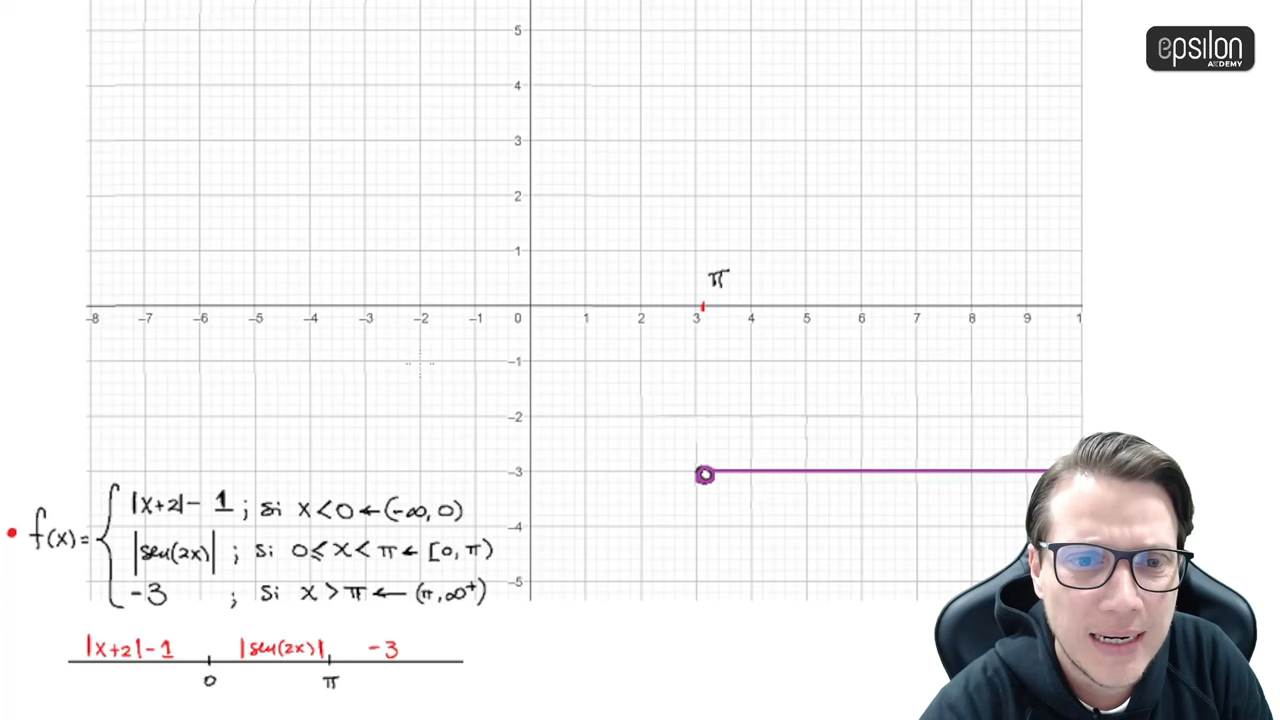 epsilon
AXDEMY
5
4
3
2
1
π
-8 -7 -6 -5 -4 -3 -2 -1 0 1 2 3 4 5 6 7 8 9 1
-1
-2
-3
-4
-5
f(x)=
|x+2|-1 ; si x<0 ← (-∞, 0)
|sen(2x)| ; si 0⩽x<π ← [0, π)
-3 ; si x>π ← (π, ∞⁺)
|x+2|-1 |sen(2x)| -3
0 π